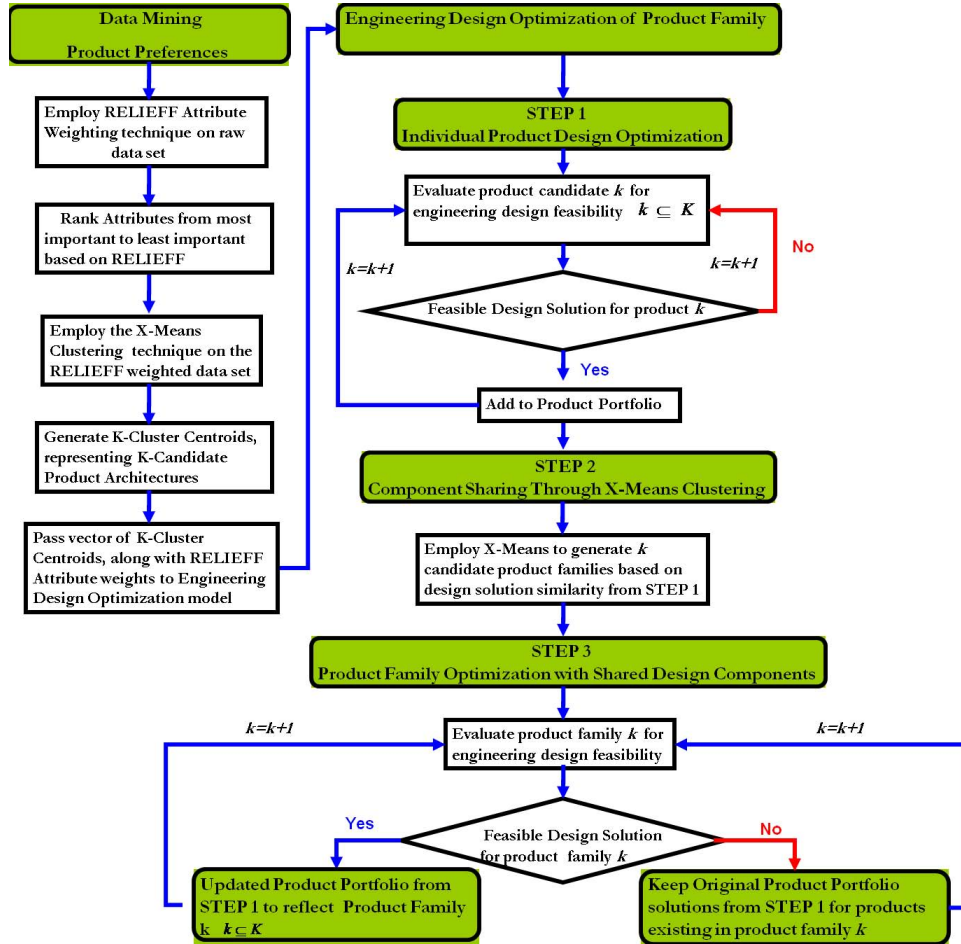 Data Mining
Product Preferences
Employ RELIEFF Attribute
Weighting technique on raw
data set
Rank Attributes from most
important to least important
based on RELIEFF
Employ the X-Means
Clustering technique on the
RELIEFF weighted data set
Generate K-Cluster Centroids,
representing K-Candidate
Product Architectures
Pass vector of K-Cluster
Centroids, along with RELIEFF
Attribute weights to Engineering
Design Optimization model
Engineering Design Optimization of Product Family
STEP 1
Individual Product Design Optimization
Evaluate product candidate k for
engineering design feasibility k ⊆ K
No
k=k+1
k=k+1
Feasible Design Solution for product k
Yes
Add to Product Portfolio
STEP 2
Component Sharing Through X-Means Clustering
Employ X-Means to generate k
candidate product families based on
design solution similarity from STEP 1
STEP 3
Product Family Optimization with Shared Design Components
k=k+1
k=k+1
Evaluate product family k for
engineering design feasibility
Yes
No
Feasible Design Solution
for product family k
Updated Product Portfolio from
STEP 1 to reflect Product Family
k k ⊆ K
Keep Original Product Portfolio
solutions from STEP 1 for products
existing in product family k